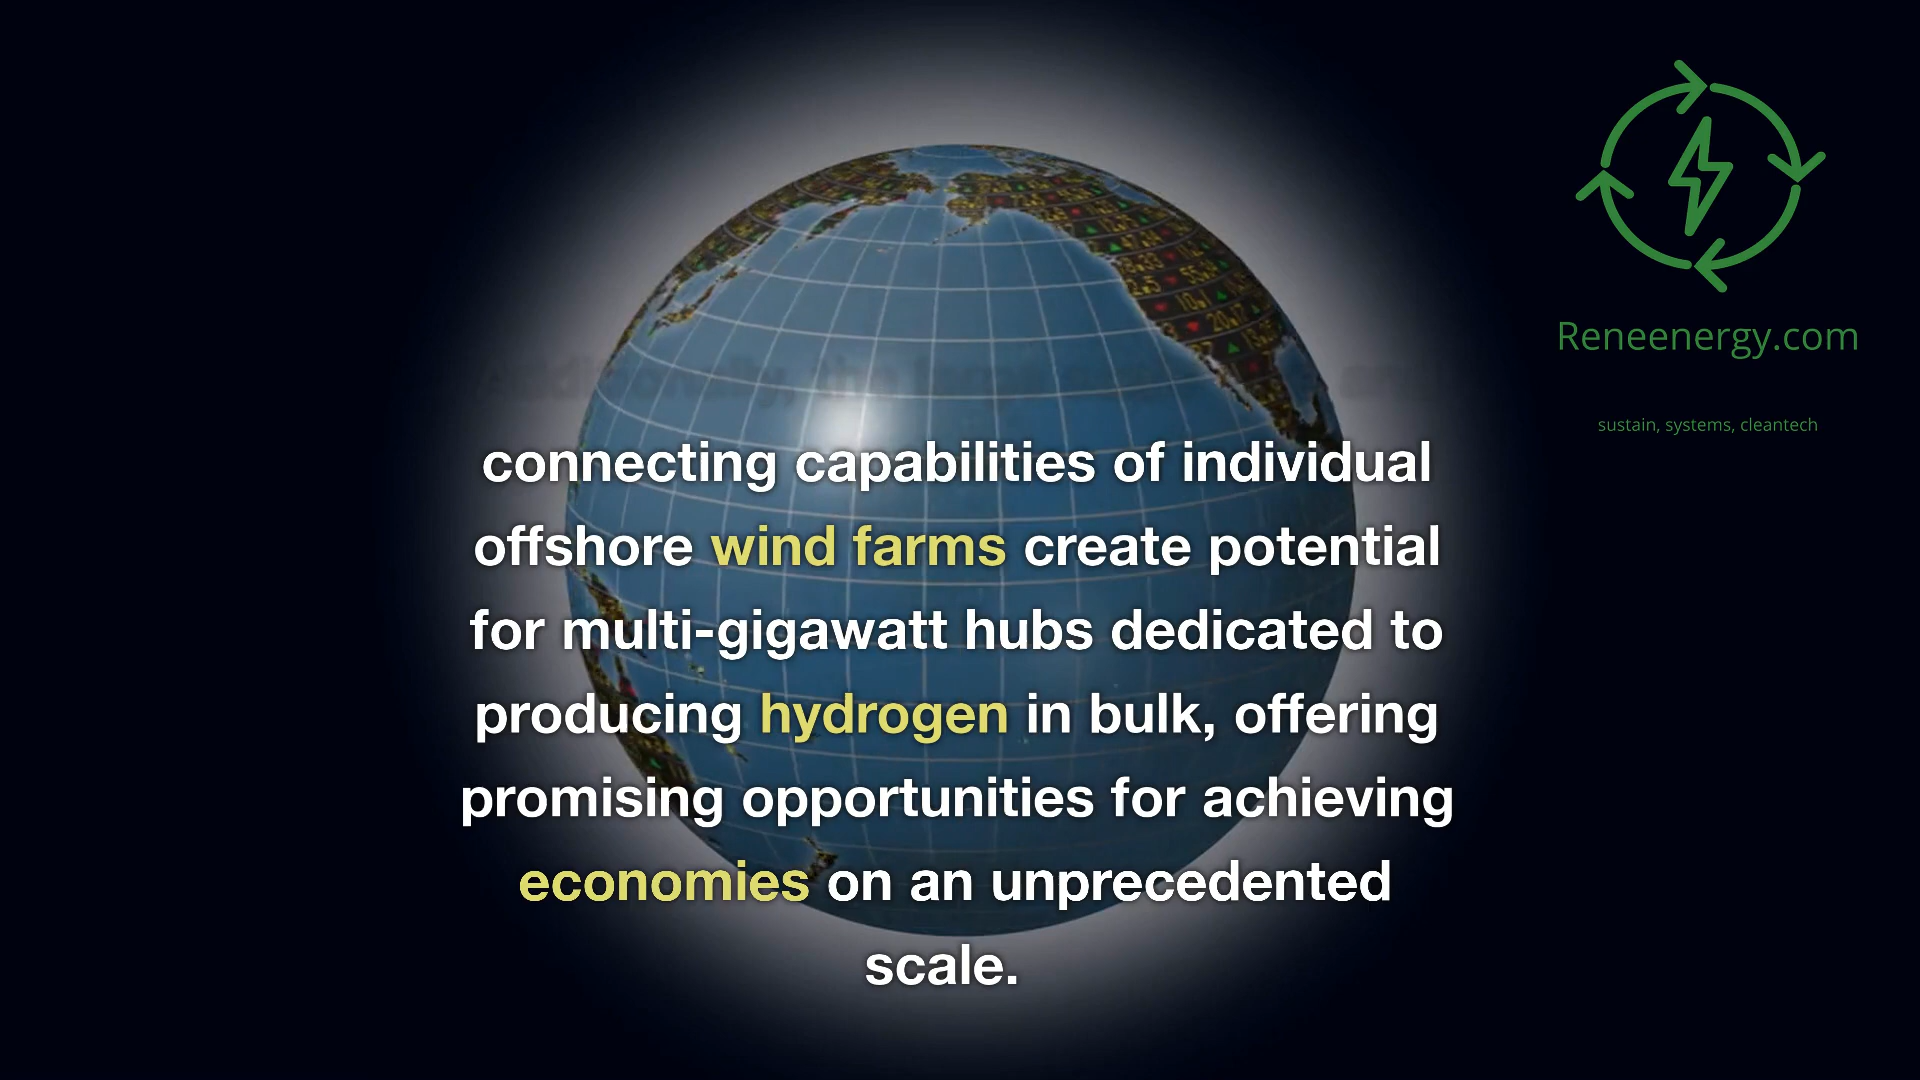 connecting capabilities of individual
offshore wind farms create potential
for multi-gigawatt hubs dedicated to
producing hydrogen in bulk, offering
promising opportunities for achieving
economies on an unprecedented
scale.
Reneenergy.com
sustain, systems, cleantech